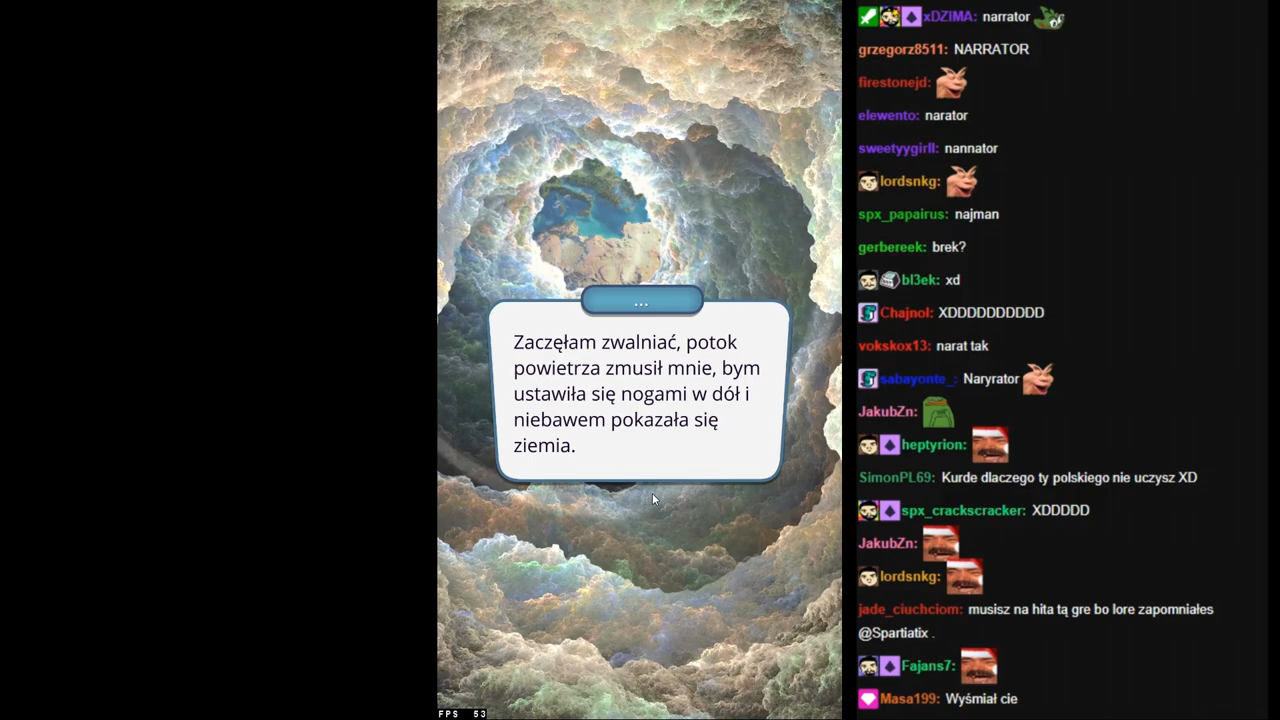 ...
Zaczęłam zwalniać, potok
powietrza zmusił mnie, bym
ustawiła się nogami w dół i
niebawem pokazała się
ziemia.
FPS 53
xDZIMA: narrator
grzegorz8511: NARRATOR
firestonejd:
elewento: narator
sweetyygirll: nannator
lordsnkg:
spx_papairus: najman
gerbereek: brek?
bl3ek: xd
Chajnol: XDDDDDDDDDD
vokskox13: narat tak
sabayonte_: Naryrator
JakubZn:
heptyrion:
SimonPL69: Kurde dlaczego ty polskiego nie uczysz XD
spx_crackscracker: XDDDDD
JakubZn:
lordsnkg:
jade_ciuchciom: musisz na hita tą gre bo lore zapomniałes
@Spartiatix .
Fajans7:
Masa199: Wyśmiał cie